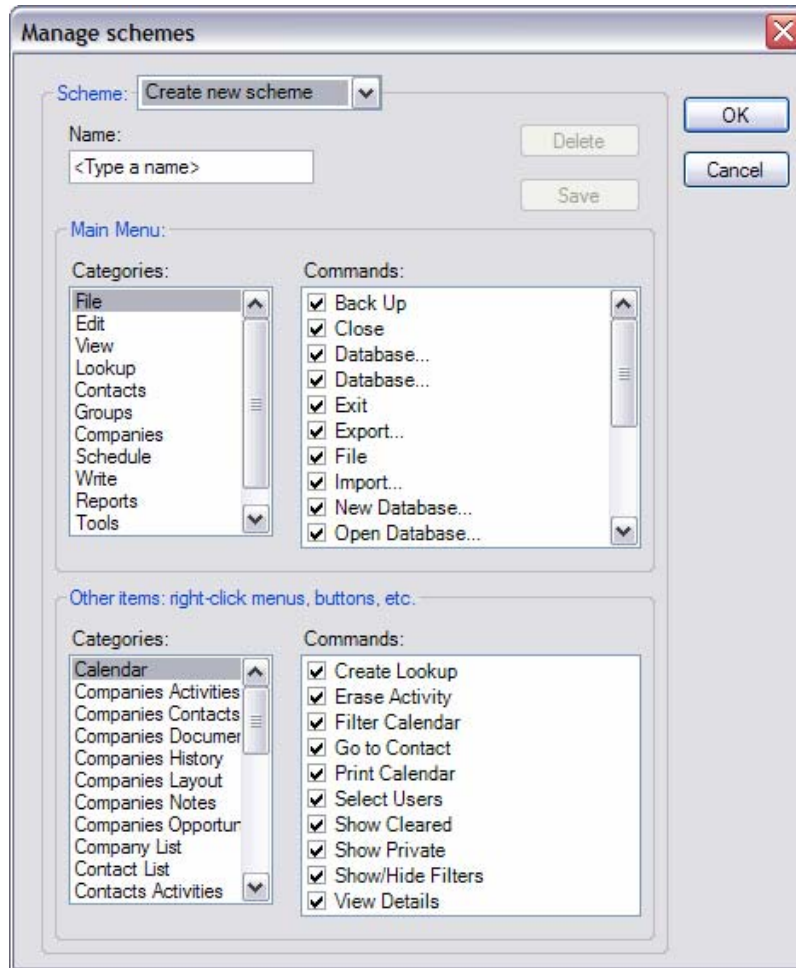 Manage schemes
Scheme: Create new scheme
OK
Name:
Delete
<Type a name>
Cancel
Save
Main Menu:
Categories:
File
Edit
View
Lookup
Contacts
Groups
Companies
Schedule
Write
Reports
Tools
Commands:
Back Up
Close
Database...
Database...
Exit
Export...
File
Import...
New Database...
Open Database...
Other items: right-click menus, buttons, etc.
Categories:
Calendar
Companies Activities
Companies Contacts
Companies Documer
Companies History
Companies Layout
Companies Notes
Companies Opportun
Company List
Contact List
Contacts Activities
Commands:
Create Lookup
Erase Activity
Filter Calendar
Go to Contact
Print Calendar
Select Users
Show Cleared
Show Private
Show/Hide Filters
View Details